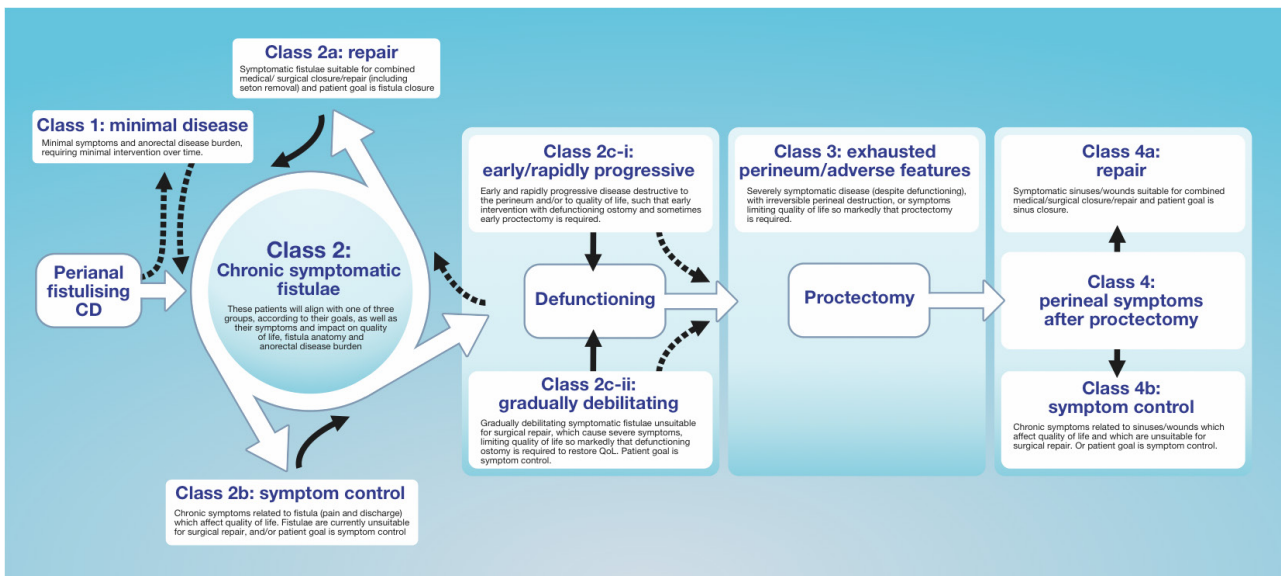 Class 2a: repair
Symptomatic fistulae suitable for combined
medical/ surgical closure/repair (including
seton removal) and patient goal is fistula closure
Class 1: minimal disease
Minimal symptoms and anorectal disease burden,
requiring minimal intervention over time.
Perianal
fistulising
CD
Class 2:
Chronic symptomatic
fistulae
These patients will align with one of three
groups, according to their goals, as well as
their symptoms and impact on quality
of life, fistula anatomy and
anorectal disease burden
Class 2b: symptom control
Chronic symptoms related to fistula (pain and discharge)
which affect quality of life. Fistulae are currently unsuitable
for surgical repair, and/or patient goal is symptom control
Class 2c-i:
early/rapidly progressive
Early and rapidly progressive disease destructive to
the perineum and/or to quality of life, such that early
intervention with defunctioning ostomy and sometimes
early proctectomy is required.
Defunctioning
Class 2c-ii:
gradually debilitating
Gradually debilitating symptomatic fistulae unsuitable
for surgical repair, which cause severe symptoms,
limiting quality of life so markedly that defunctioning
ostomy is required to restore QoL. Patient goal is
symptom control.
Class 3: exhausted
perineum/adverse features
Severely symptomatic disease (despite defunctioning),
with irreversible perineal destruction, or symptoms
limiting quality of life so markedly that proctectomy
is required.
Proctectomy
Class 4a:
repair
Symptomatic sinuses/wounds suitable for combined
medical/surgical closure/repair and patient goal is
sinus closure.
Class 4:
perineal symptoms
after proctectomy
Class 4b:
symptom control
Chronic symptoms related to sinuses/wounds which
affect quality of life and which are unsuitable for
surgical repair. Or patient goal is symptom control.